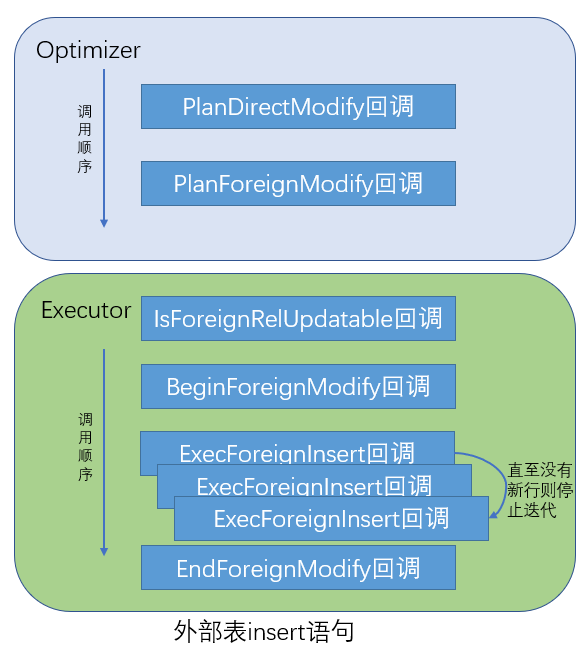 Optimizer
调
用
顺
序
PlanDirectModify回调
PlanForeignModify回调
Executor
IsForeignRelUpdatable回调
BeginForeignModify回调
调
用
顺
序
ExecForeignInsert回调
ExecForeignInsert回调
ExecForeignInsert回调
直至没有
新行则停
止迭代
EndForeignModify回调
外部表insert语句